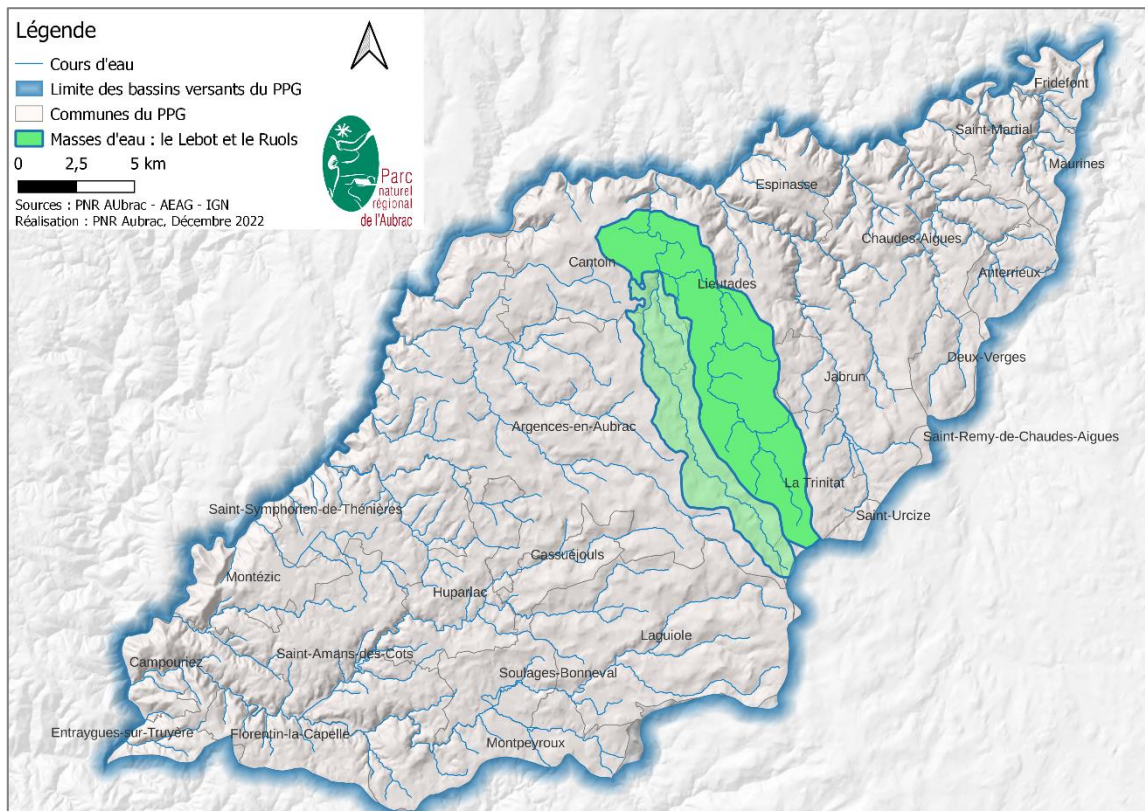 Légende
Cours d'eau
Limite des bassins versants du PPG
Communes du PPG
Masses d'eau : le Lebot et le Ruols
0 2,5 5 km
Sources : PNR AUbrac - AEAG - IGN
Réalisation : PNR Aubrac, Décembre 2022
Parc
naturel
régional
de l'Aubrac
Fridefont
Saint-Martial
Maurines
Espinasse
Chaudes-Aigues
Cantoin
Anterrieux
Lieutades
Deux-Verges
Jabrun
Argences-en-Aubrac
Saint-Remy-de-Chaudes-Aigues
La Trinitat
Saint-Symphorien-de-Thénières
Saint-Urcize
Cassuéjouls
Montézic
Huparlac
Laguiole
Saint-Amans-des-Cots
Campouriez
Soulages-Bonneval
Entraygues-sur-Truyère
Florentin-la-Capelle
Montpeyroux